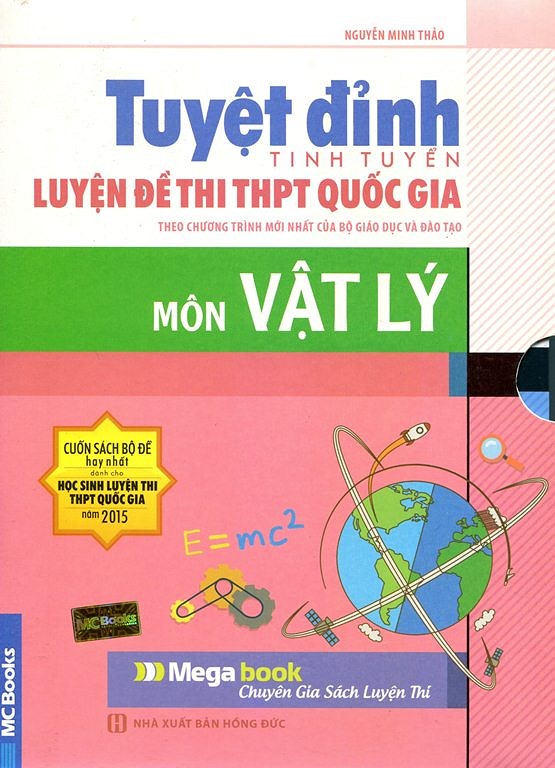 NGUYỄN MINH THẢO
Tuyệt đỉnh
TINH TUYỂN
LUYỆN ĐỀ THI THPT QUỐC GIA
THEO CHƯƠNG TRÌNH MỚI NHẤT CỦA BỘ GIÁO DỤC VÀ ĐÀO TẠO
MÔN VẬT LÝ
CUỐN SÁCH BỘ ĐỀ
hay nhất
dành cho
HỌC SINH LUYỆN THI
THPT QUỐC GIA
năm 2015
E=mc²
MCBooks
Mega book
Chuyên Gia Sách Luyện Thi
NHÀ XUẤT BẢN HỒNG ĐỨC
MC Books